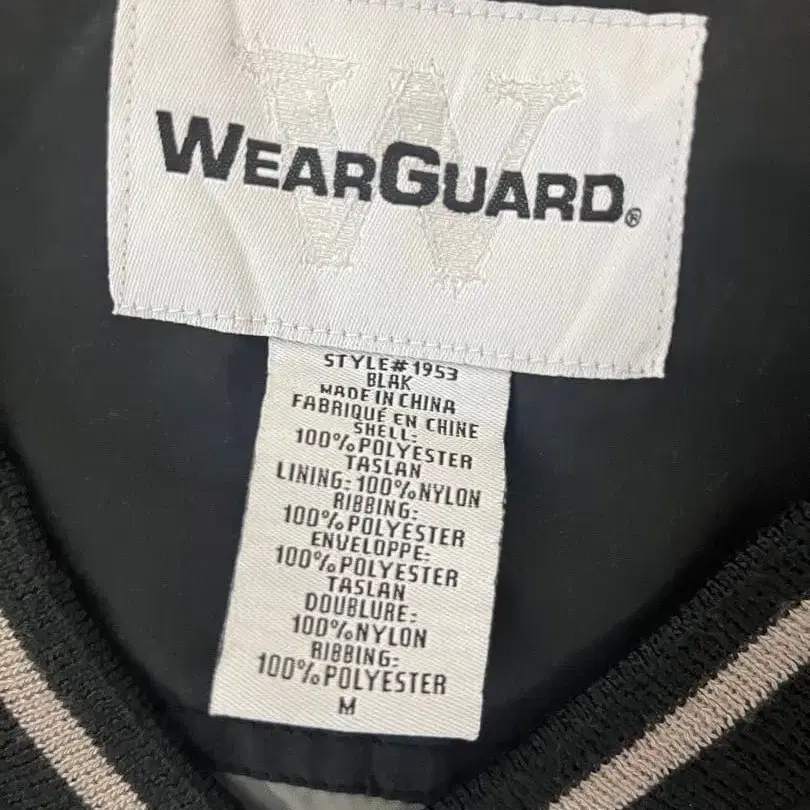 WEARGUARD®
STYLE#1953
BLAK
MADE IN CHINA
FABRIQUÉ EN CHINE
SHELL:
100%POLYESTER
TASLAN
LINING:100%NYLON
RIBBING:
100%POLYESTER
ENVELOPPE:
100%POLYESTER
TASLAN
DOUBLURE:
100%NYLON
RIBBING:
100%POLYESTER
M